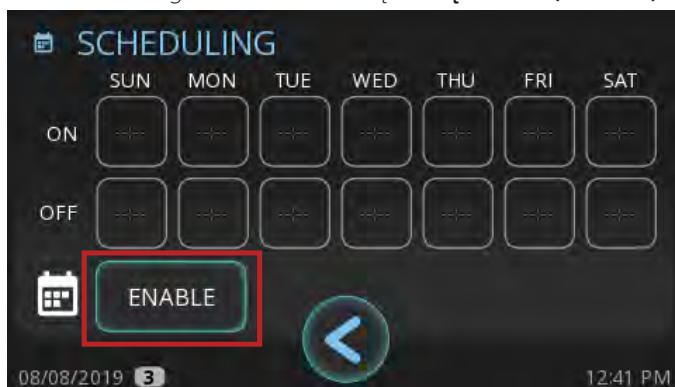 SCHEDULING
SUN MON TUE WED THU FRI SAT
ON --:-- --:-- --:-- --:-- --:-- --:-- --:--
OFF --:-- --:-- --:-- --:-- --:-- --:-- --:--
ENABLE
08/08/2019 3 12:41 PM